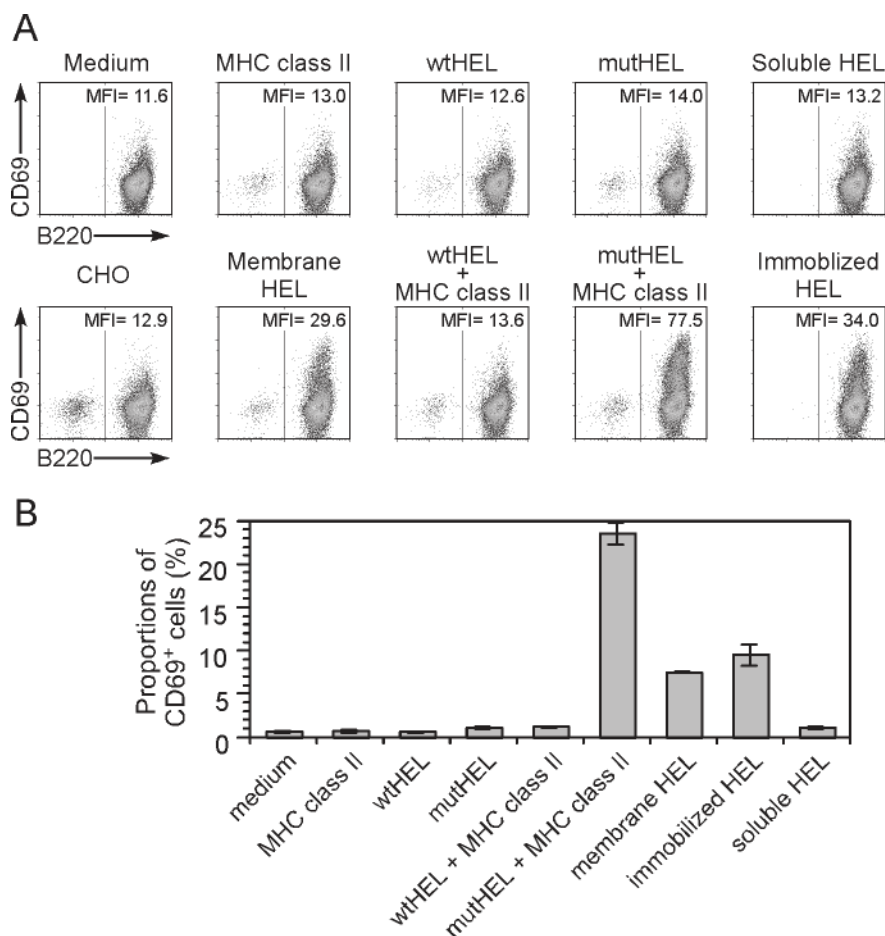 A
Medium
MHC class II
wtHEL
mutHEL
Soluble HEL
MFI= 11.6
MFI= 13.0
MFI= 12.6
MFI= 14.0
MFI= 13.2
CD69
B220
CHO
Membrane
HEL
wtHEL
+
MHC class II
mutHEL
+
MHC class II
Immoblized
HEL
MFI= 12.9
MFI= 29.6
MFI= 13.6
MFI= 77.5
MFI= 34.0
CD69
B220
B
Proportions of
CD69+ cells (%)
25
20
15
10
5
0
medium
MHC class II
wtHEL
mutHEL
wtHEL + MHC class II
mutHEL + MHC class II
membrane HEL
immobilized HEL
soluble HEL